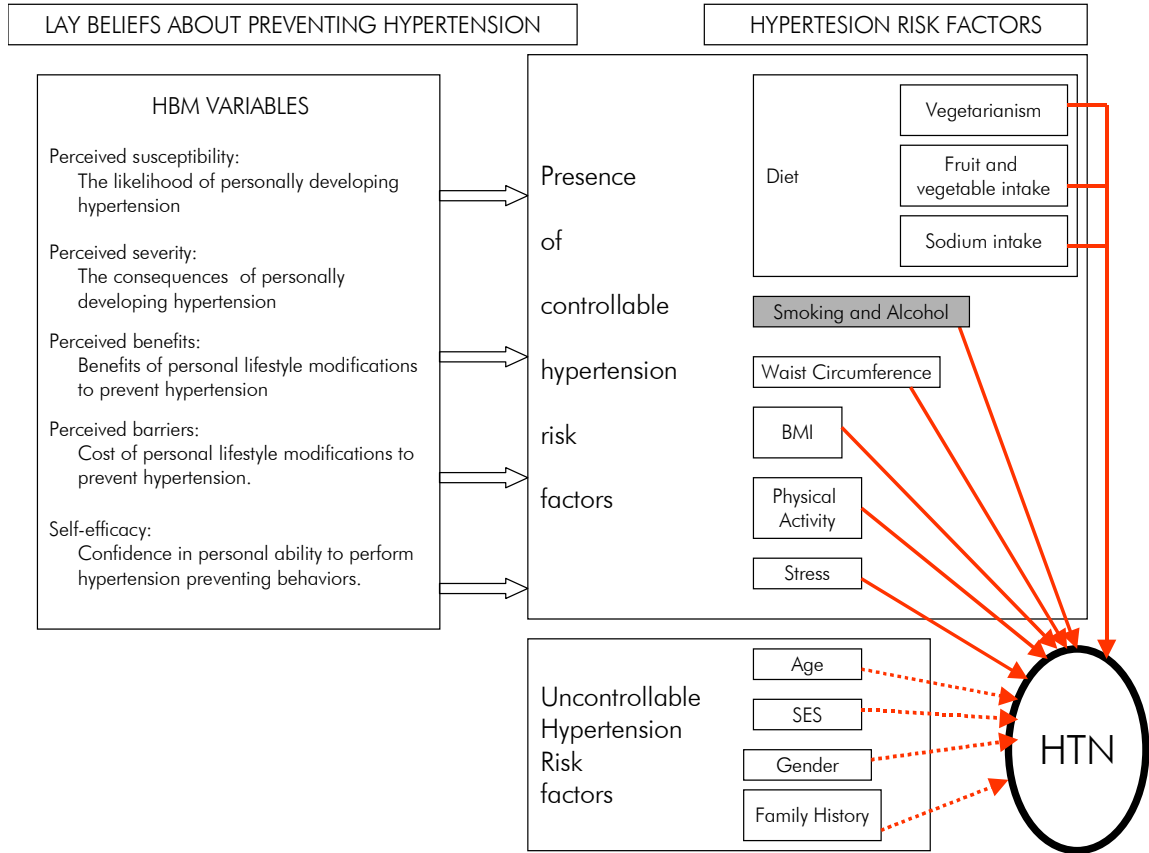 LAY BELIEFS ABOUT PREVENTING HYPERTENSION
HYPERTESION RISK FACTORS
HBM VARIABLES
Perceived susceptibility:
The likelihood of personally developing
hypertension
Perceived severity:
The consequences of personally
developing hypertension
Perceived benefits:
Benefits of personal lifestyle modifications
to prevent hypertension
Perceived barriers:
Cost of personal lifestyle modifications to
prevent hypertension.
Self-efficacy:
Confidence in personal ability to perform
hypertension preventing behaviors.
Presence
of
controllable
hypertension
risk
factors
Diet
Vegetarianism
Fruit and
vegetable intake
Sodium intake
Smoking and Alcohol
Waist Circumference
BMI
Physical
Activity
Stress
Uncontrollable
Hypertension
Risk
factors
Age
SES
Gender
Family History
HTN